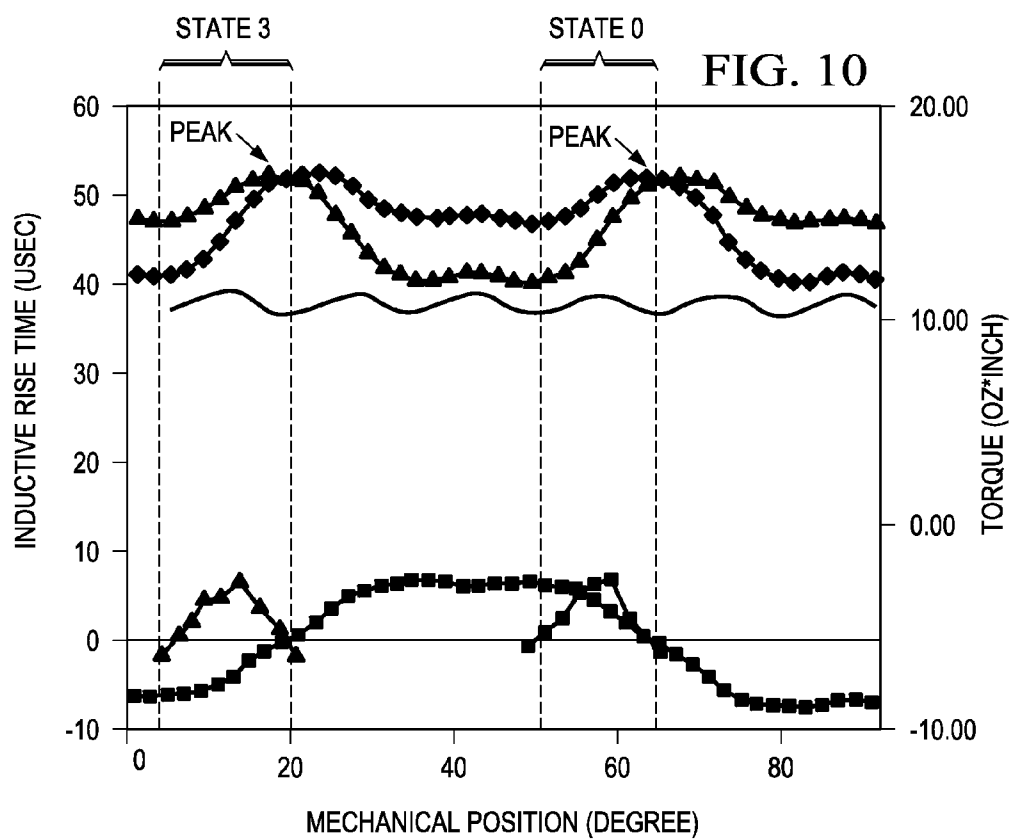 STATE 3
STATE 0
FIG. 10
PEAK
PEAK
60
50
40
30
20
10
0
-10
20.00
10.00
0.00
-10.00
0
20
40
60
80
INDUCTIVE RISE TIME (USEC)
TORQUE (OZ*INCH)
MECHANICAL POSITION (DEGREE)